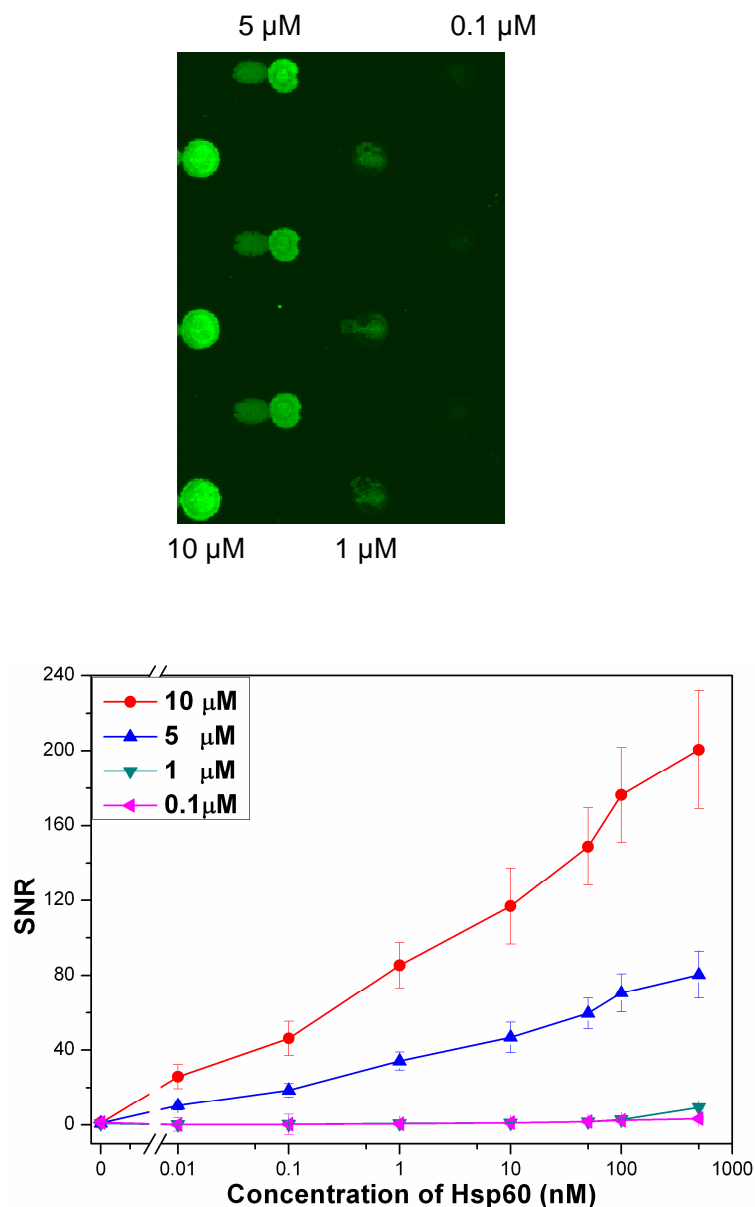 5 µM 0.1 µM
10 µM 1 µM
240
200
160
120
80
40
0
SNR
10 µM
5 µM
1 µM
0.1µM
0 0.01 0.1 1 10 100 1000
Concentration of Hsp60 (nM)